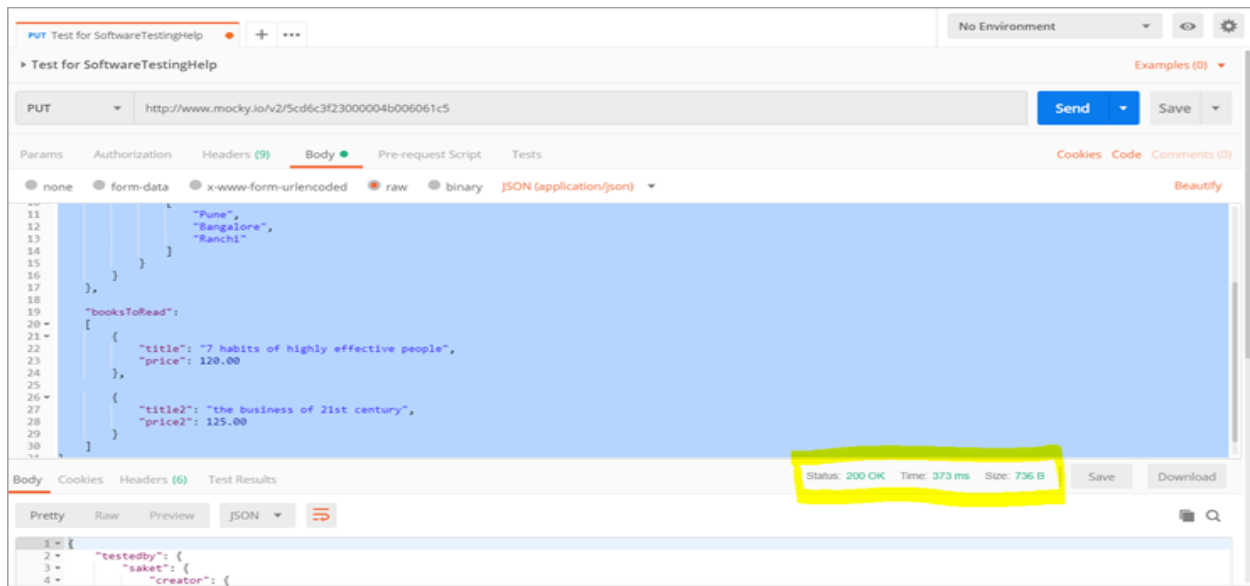 PUT Test for SoftwareTestingHelp + ••• No Environment
Test for SoftwareTestingHelp Examples (0)
PUT http://www.mocky.io/v2/5cd6c3f23000004b006061c5 Send Save
Params Authorization Headers (9) Body Pre-request Script Tests Cookies Code Comments (0)
none form-data x-www-form-urlencoded raw binary JSON (application/json) Beautify
[
11 "Pune",
12 "Bangalore",
13 "Ranchi"
14 ]
15 }
16 }
17 },
18
19 "booksToRead":
20 [
21 {
22 "title": "7 habits of highly effective people",
23 "price": 120.00
24 },
25
26 {
27 "title2": "the business of 21st century",
28 "price2": 125.00
29 }
30 ]
Body Cookies Headers (6) Test Results Status: 200 OK Time: 373 ms Size: 736 B Save Download
Pretty Raw Preview JSON
1 {
2 "testedby": {
3 "saket": {
4 "creator": {